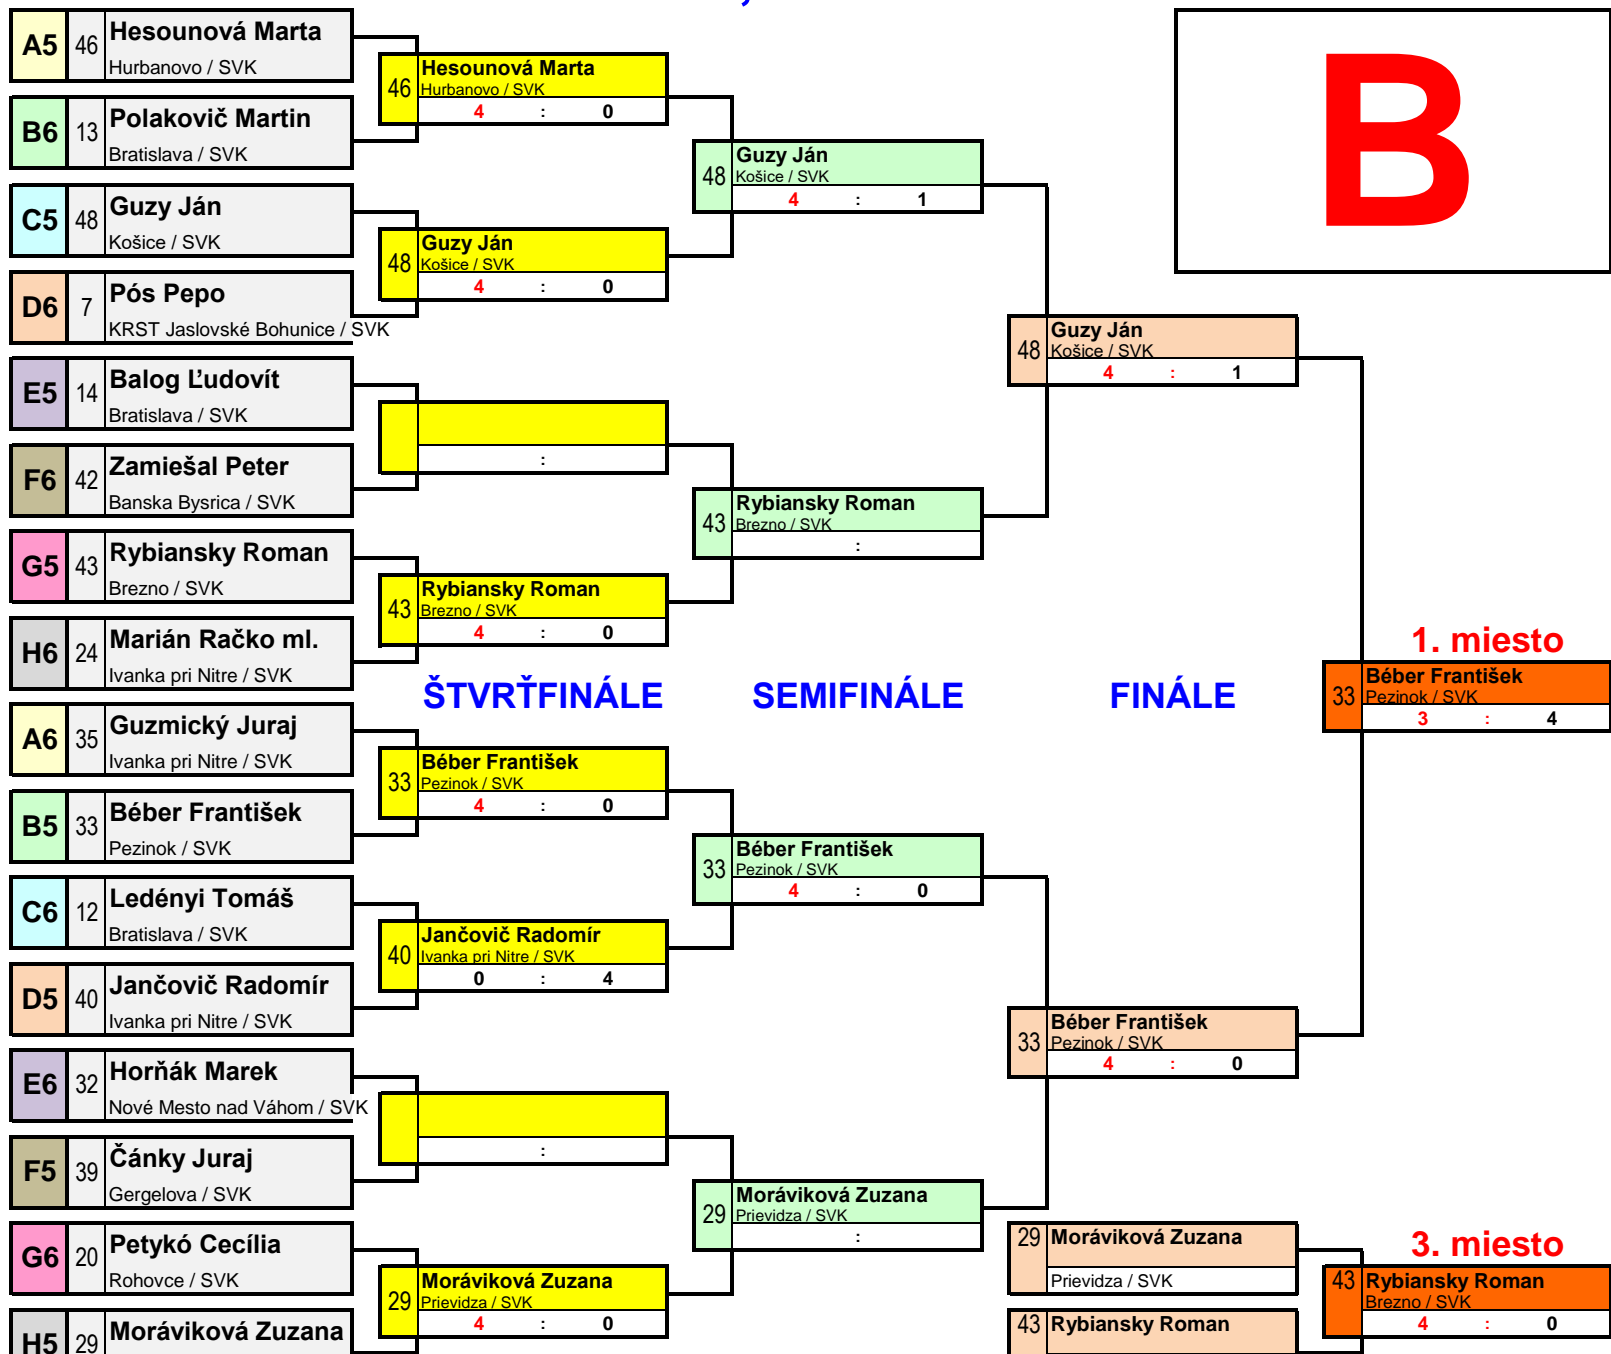 A5 46 Hesounová Marta
Hurbanovo / SVK
B6 13 Polakovič Martin
Bratislava / SVK
C5 48 Guzy Ján
Košice / SVK
D6 7 Pós Pepo
KRST Jaslovské Bohunice / SVK
E5 14 Balog Ľudovít
Bratislava / SVK
F6 42 Zamiešal Peter
Banska Bysrica / SVK
G5 43 Rybiansky Roman
Brezno / SVK
H6 24 Marián Račko ml.
Ivanka pri Nitre / SVK
A6 35 Guzmický Juraj
Ivanka pri Nitre / SVK
B5 33 Béber František
Pezinok / SVK
C6 12 Ledényi Tomáš
Bratislava / SVK
D5 40 Jančovič Radomír
Ivanka pri Nitre / SVK
E6 32 Horňák Marek
Nové Mesto nad Váhom / SVK
F5 39 Čánky Juraj
Gergelova / SVK
G6 20 Petykó Cecília
Rohovce / SVK
H5 29 Moráviková Zuzana
46 Hesounová Marta
Hurbanovo / SVK
4 : 0
48 Guzy Ján
Košice / SVK
4 : 0
:
43 Rybiansky Roman
Brezno / SVK
4 : 0
ŠTVRŤFINÁLE
33 Béber František
Pezinok / SVK
4 : 0
40 Jančovič Radomír
Ivanka pri Nitre / SVK
0 : 4
:
29 Moráviková Zuzana
Prievidza / SVK
4 : 0
48 Guzy Ján
Košice / SVK
4 : 1
43 Rybiansky Roman
Brezno / SVK
:
SEMIFINÁLE
33 Béber František
Pezinok / SVK
4 : 0
29 Moráviková Zuzana
Prievidza / SVK
:
B
48 Guzy Ján
Košice / SVK
4 : 1
FINÁLE
33 Béber František
Pezinok / SVK
4 : 0
29 Moráviková Zuzana
Prievidza / SVK
43 Rybiansky Roman
1. miesto
33 Béber František
Pezinok / SVK
3 : 4
3. miesto
43 Rybiansky Roman
Brezno / SVK
4 : 0